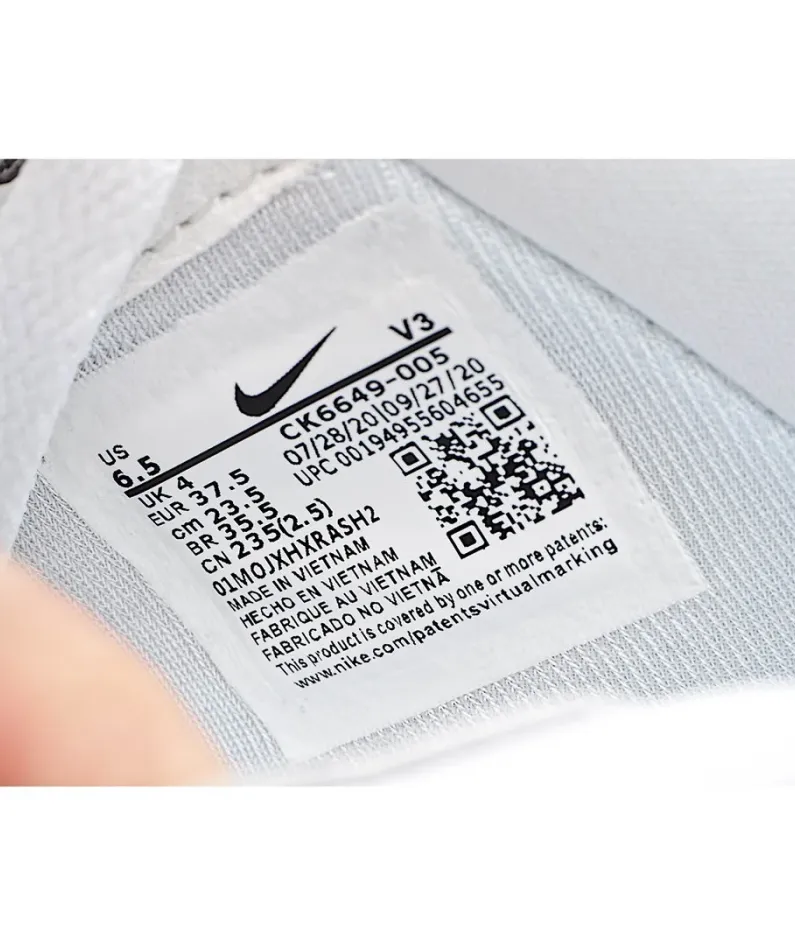 V3
CK6649-005
07/28/20|09/27/20
UPC 00194955604655
US
6.5
UK 4
EUR 37.5
cm 23.5
BR 35.5
CN 235(2.5)
01MOJXHXRASH2
MADE IN VIETNAM
HECHO EN VIETNAM
FABRIQUE AU VIETNAM
FABRICADO NO VIETNÃ
This product is covered by one or more patents:
www.nike.com/patentsvirtualmarking